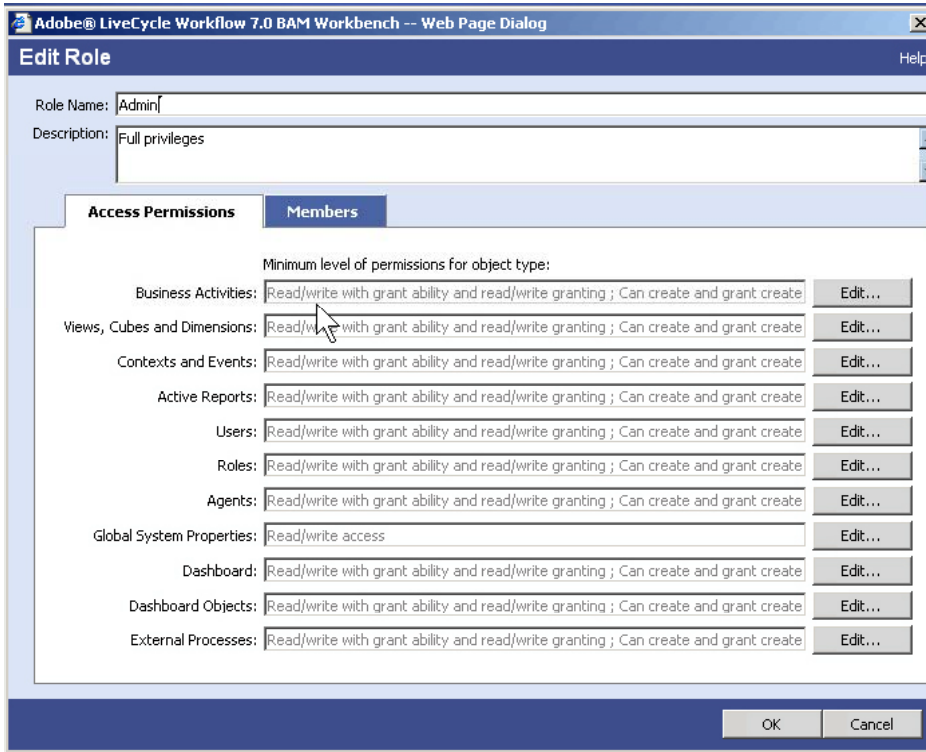 Adobe® LiveCycle Workflow 7.0 BAM Workbench -- Web Page Dialog
Edit Role
Help
Role Name: Admin
Description: Full privileges
Access Permissions Members
Minimum level of permissions for object type:
Business Activities: Read/write with grant ability and read/write granting ; Can create and grant create Edit...
Views, Cubes and Dimensions: Read/write with grant ability and read/write granting ; Can create and grant create Edit...
Contexts and Events: Read/write with grant ability and read/write granting ; Can create and grant create Edit...
Active Reports: Read/write with grant ability and read/write granting ; Can create and grant create Edit...
Users: Read/write with grant ability and read/write granting ; Can create and grant create Edit...
Roles: Read/write with grant ability and read/write granting ; Can create and grant create Edit...
Agents: Read/write with grant ability and read/write granting ; Can create and grant create Edit...
Global System Properties: Read/write access Edit...
Dashboard: Read/write with grant ability and read/write granting ; Can create and grant create Edit...
Dashboard Objects: Read/write with grant ability and read/write granting ; Can create and grant create Edit...
External Processes: Read/write with grant ability and read/write granting ; Can create and grant create Edit...
OK Cancel